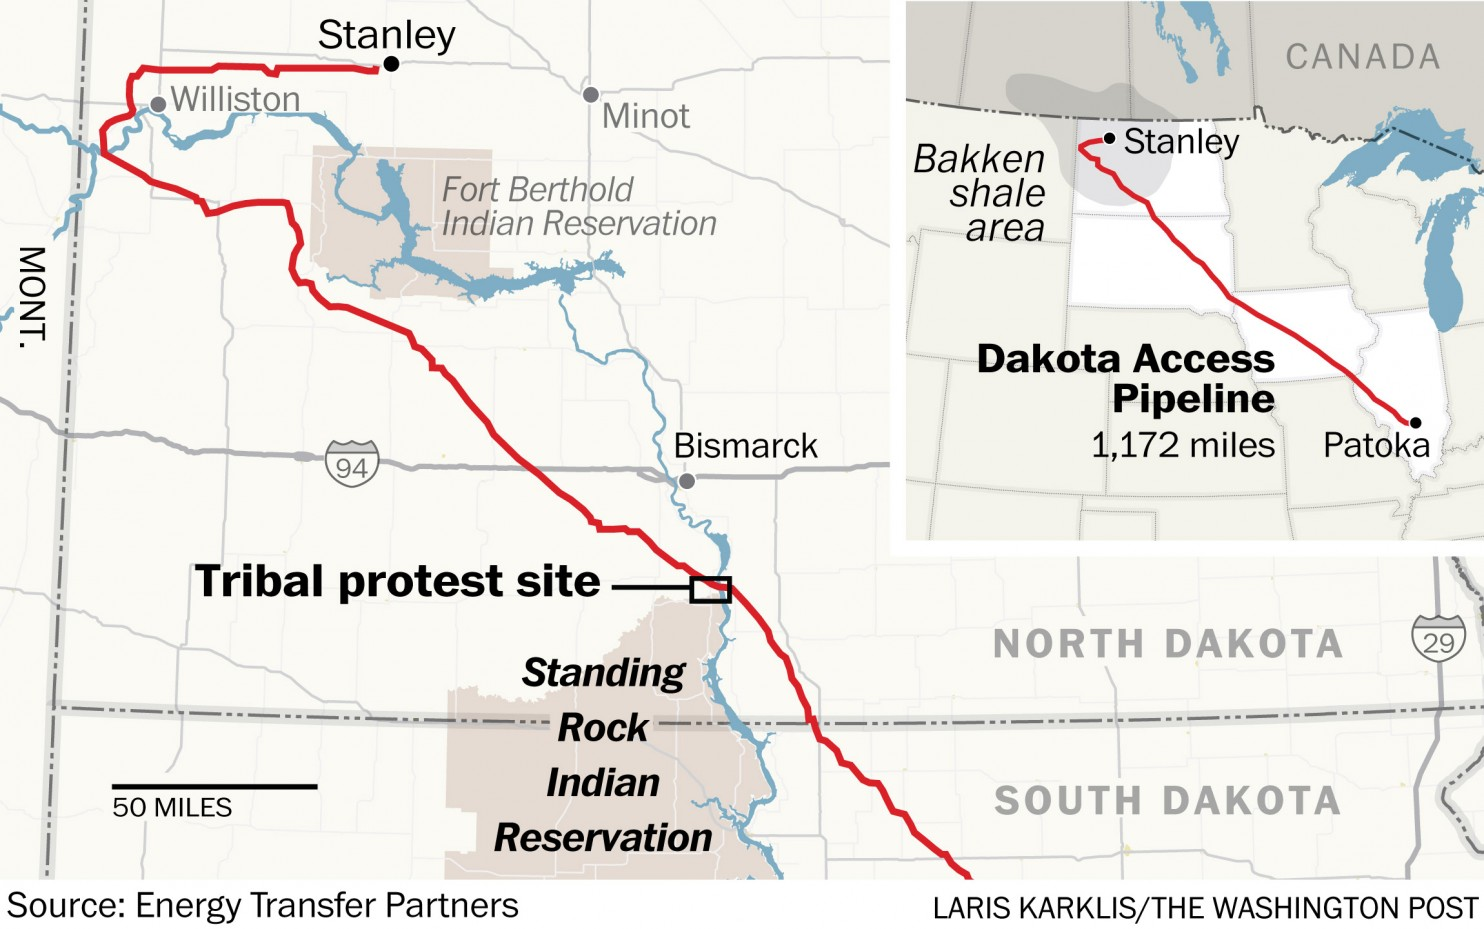 Stanley
Williston
Minot
Fort Berthold
Indian Reservation
MONT.
94
Bismarck
Tribal protest site
Standing
Rock
Indian
Reservation
50 MILES
NORTH DAKOTA
29
SOUTH DAKOTA
CANADA
Stanley
Bakken
shale
area
Dakota Access
Pipeline
1,172 miles
Patoka
Source: Energy Transfer Partners
LARIS KARKLIS/THE WASHINGTON POST